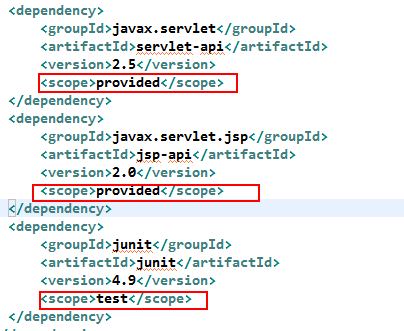 <dependency>
<groupId>javax.servlet</groupId>
<artifactId>servlet-api</artifactId>
<version>2.5</version>
<scope>provided</scope>
</dependency>
<dependency>
<groupId>javax.servlet.jsp</groupId>
<artifactId>jsp-api</artifactId>
<version>2.0</version>
<scope>provided</scope>
</dependency>
<dependency>
<groupId>junit</groupId>
<artifactId>junit</artifactId>
<version>4.9</version>
<scope>test</scope>
</dependency>